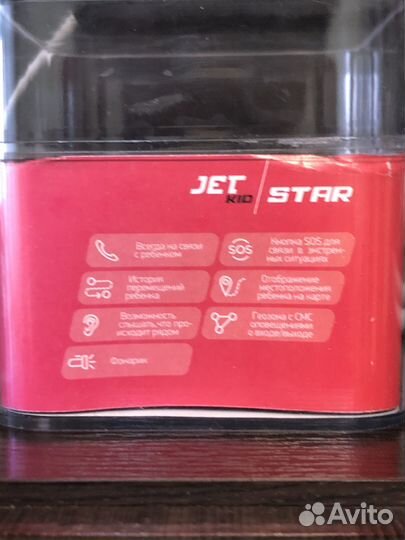 JET
KID
STAR
Всегда на связи
с ребенком
SOS
Кнопка SOS для
связи в экстрен-
ных ситуациях
История
перемещений
ребенка
Отображение
местоположения
ребенка на карте
Возможность
слышать, что про-
исходит рядом
Геозона с СМС
оповещениями
о входе/выходе
Фонарик
Avito